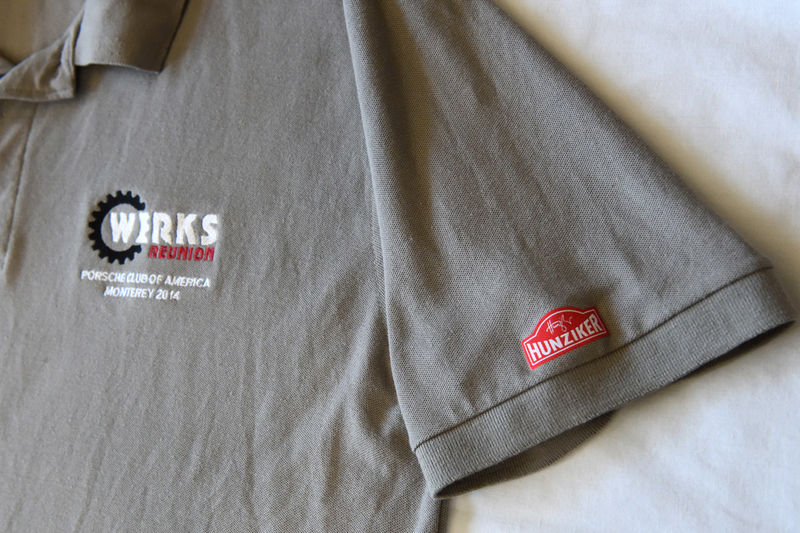 WERKS
REUNION
PORSCHE CLUB OF AMERICA
MONTEREY 2014
HUNZIKER